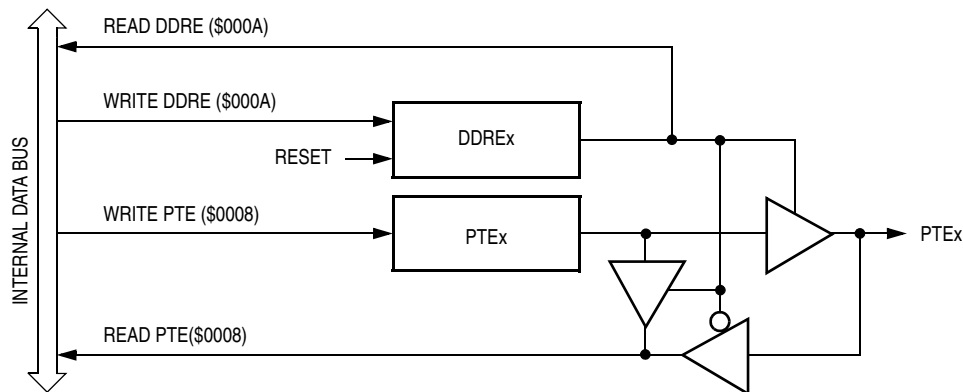 READ DDRE ($000A)
WRITE DDRE ($000A)
DDREx
RESET
INTERNAL DATA BUS
WRITE PTE ($0008)
PTEx
PTEx
READ PTE($0008)